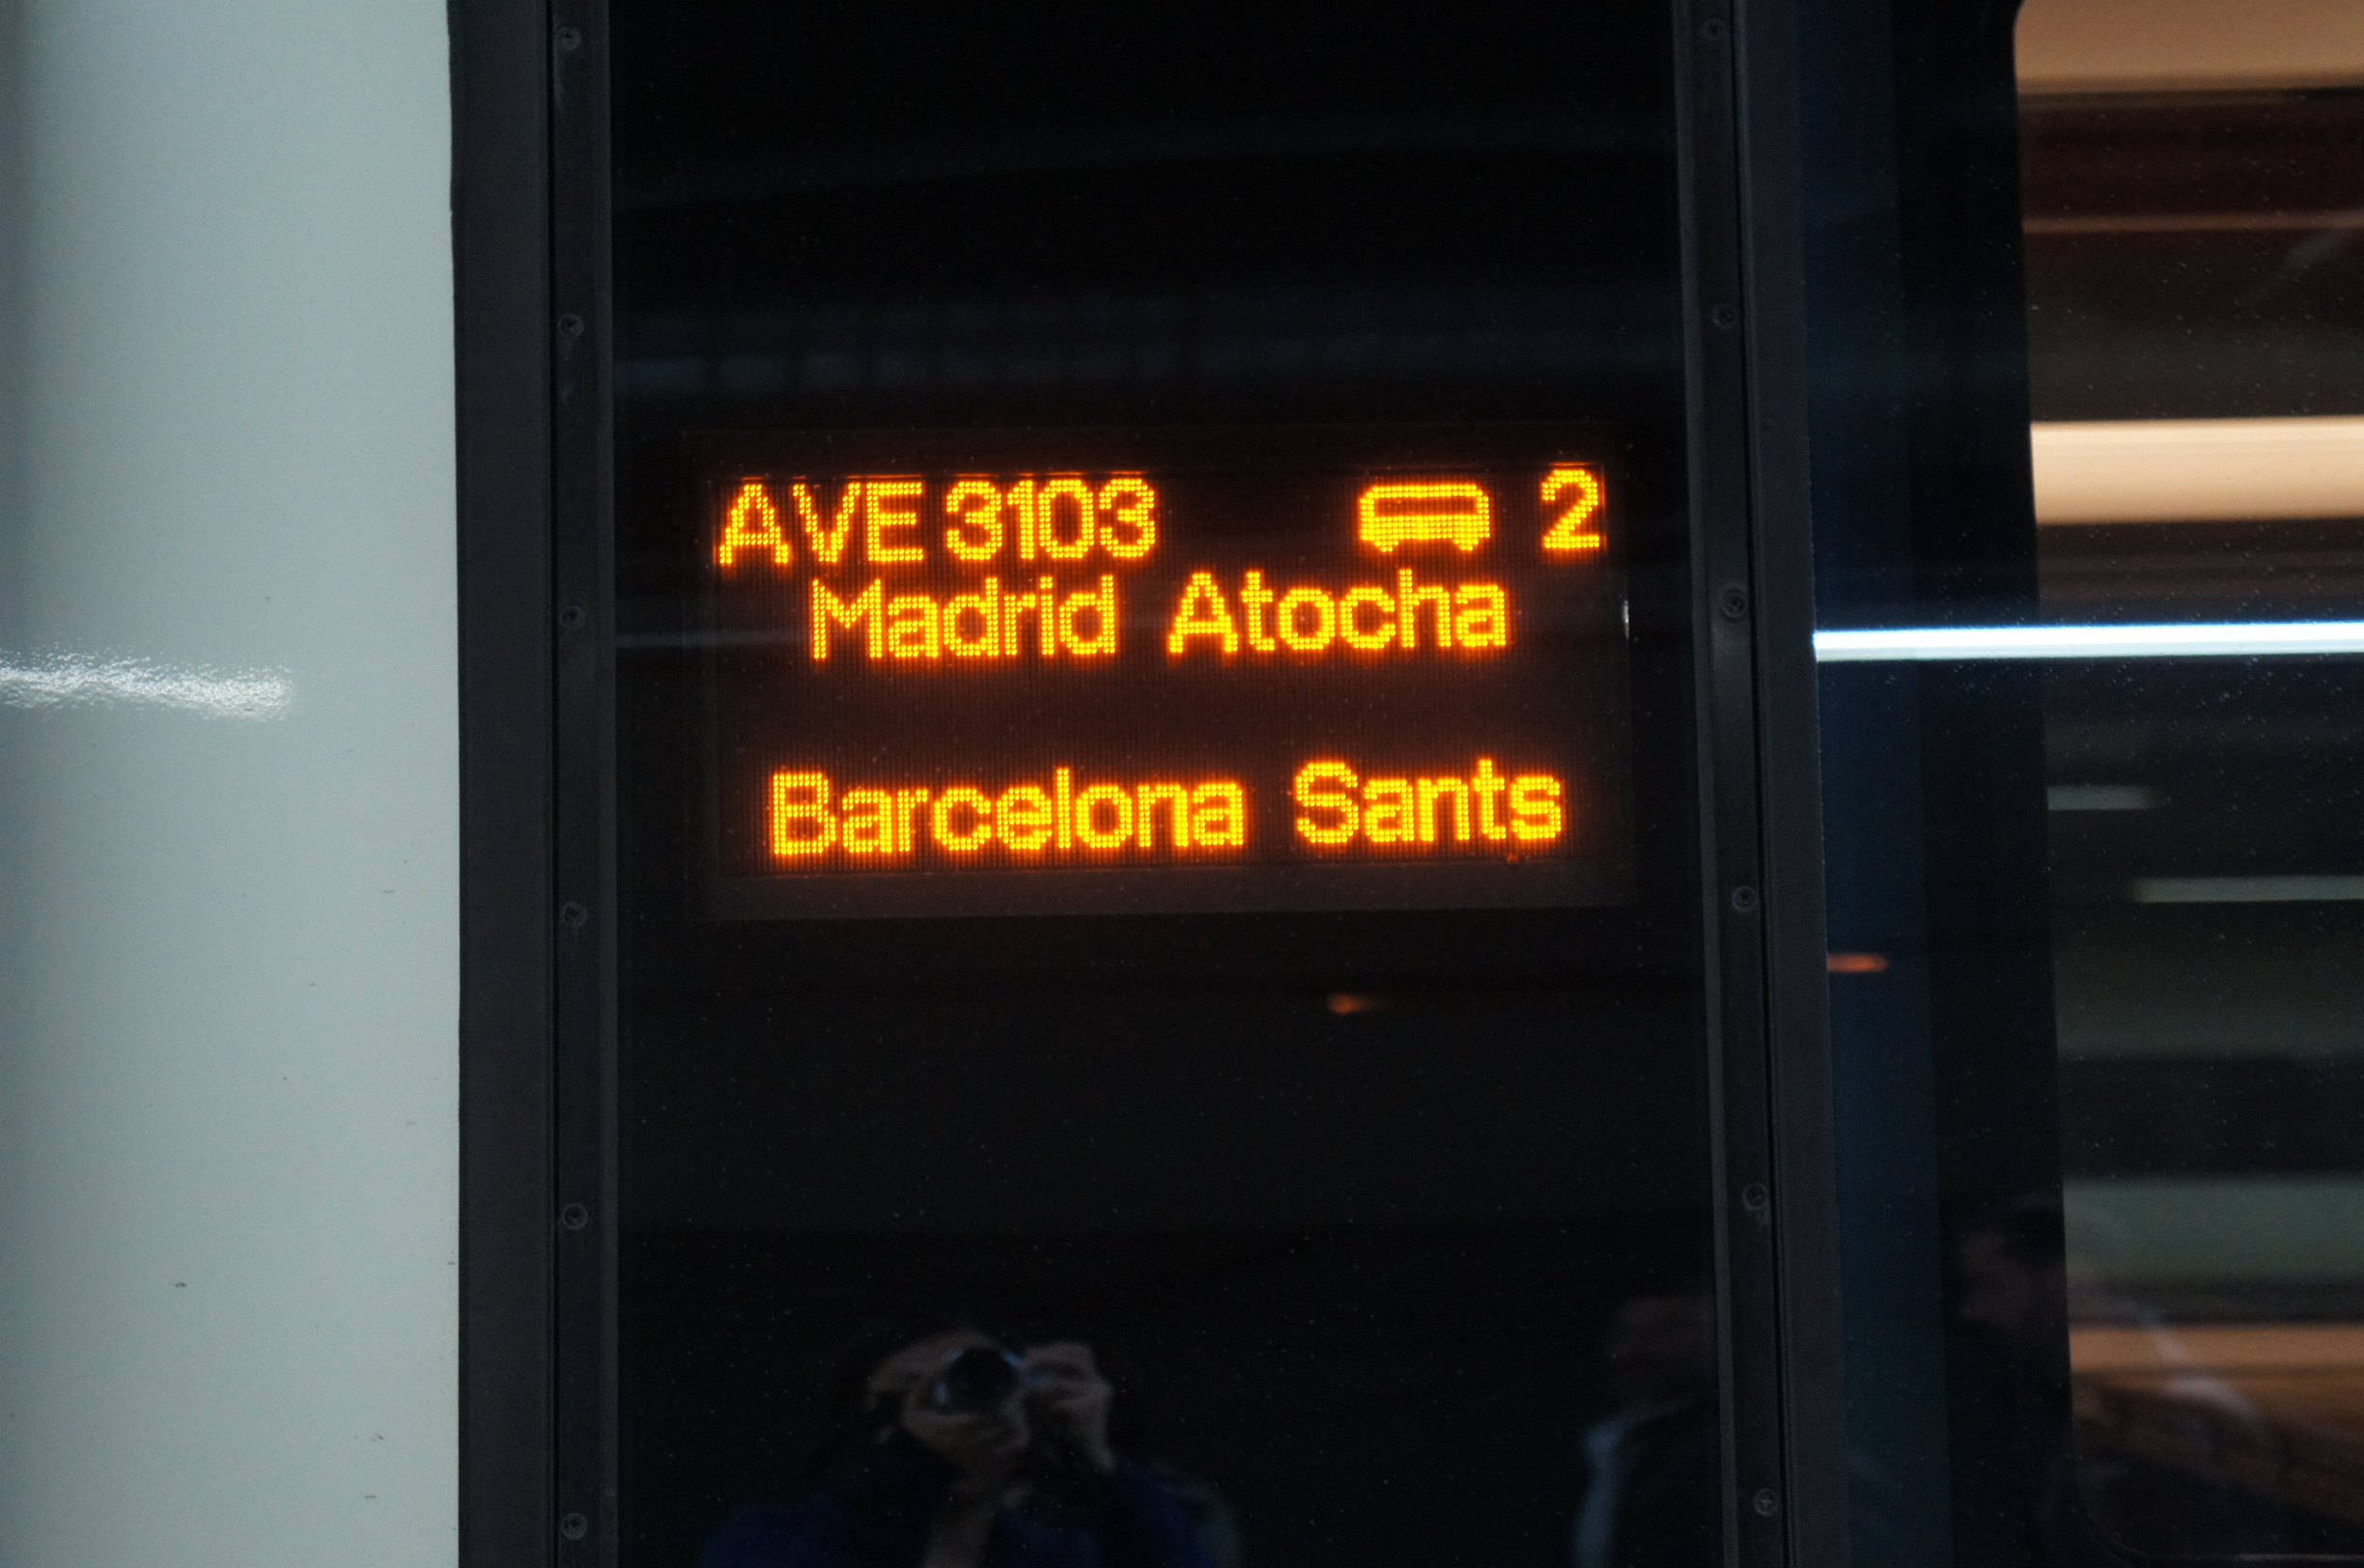 AVE 3103 2
Madrid Atocha
Barcelona Sants